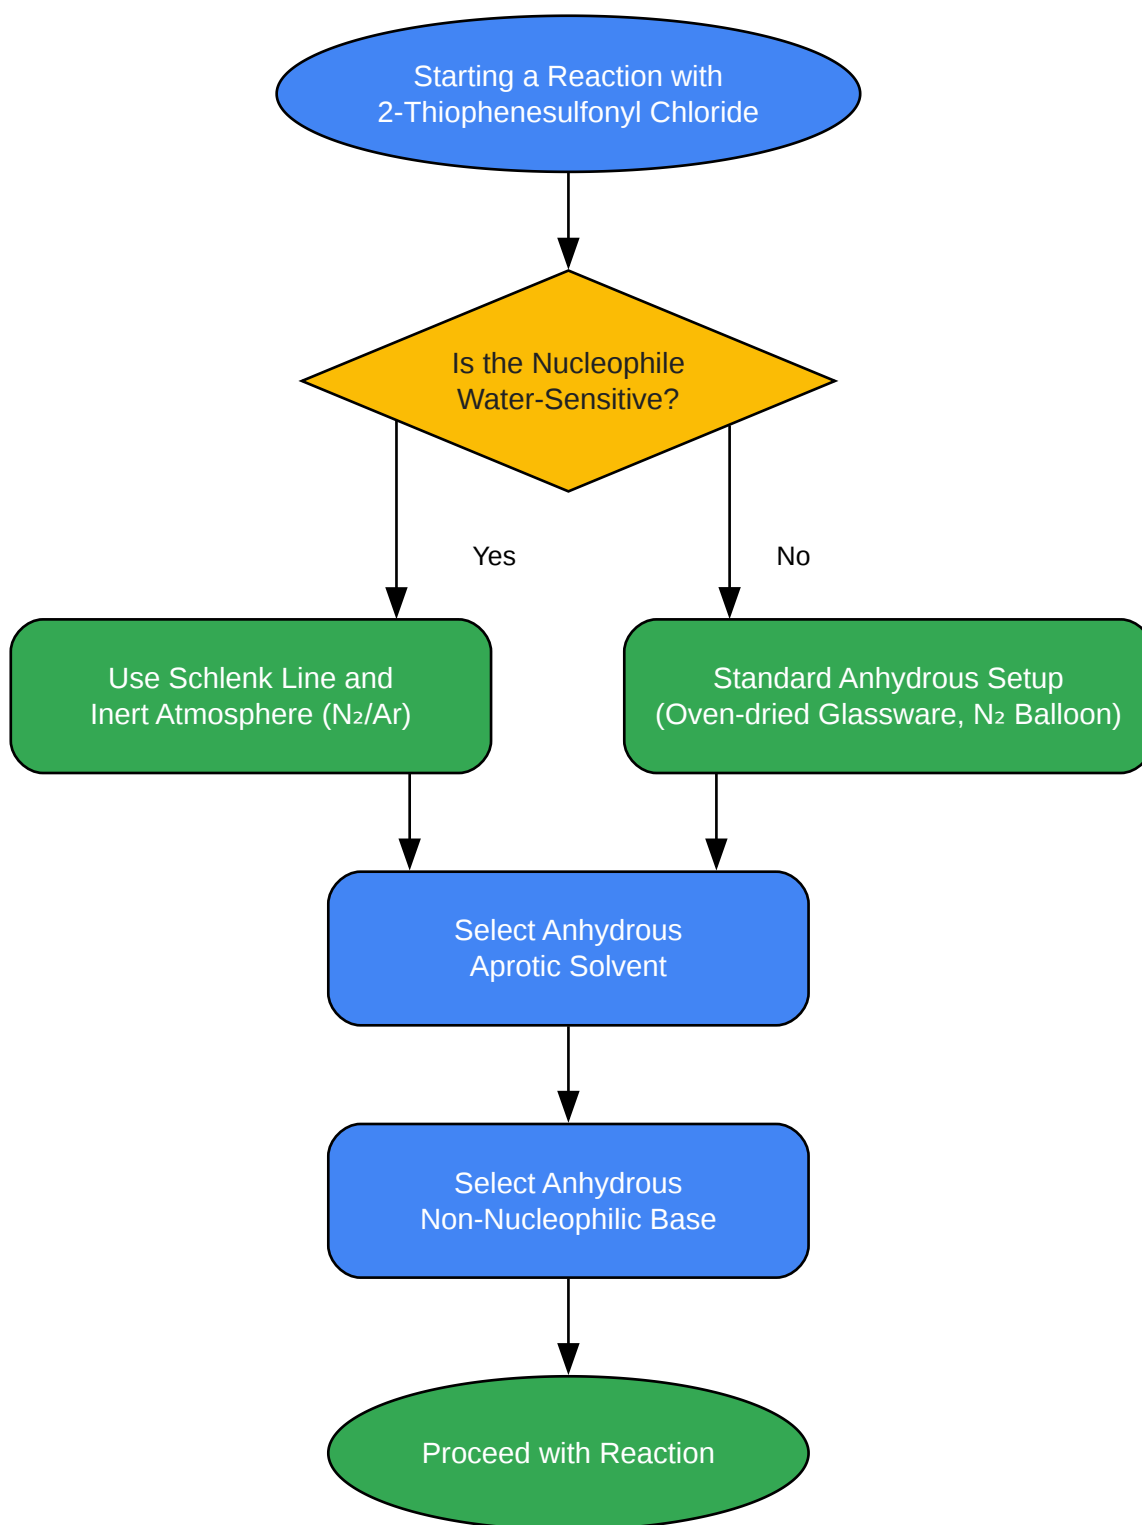 Starting a Reaction with
2-Thiophenesulfonyl Chloride
Is the Nucleophile
Water-Sensitive?
Yes
No
Use Schlenk Line and
Inert Atmosphere (N₂/Ar)
Standard Anhydrous Setup
(Oven-dried Glassware, N₂ Balloon)
Select Anhydrous
Aprotic Solvent
Select Anhydrous
Non-Nucleophilic Base
Proceed with Reaction